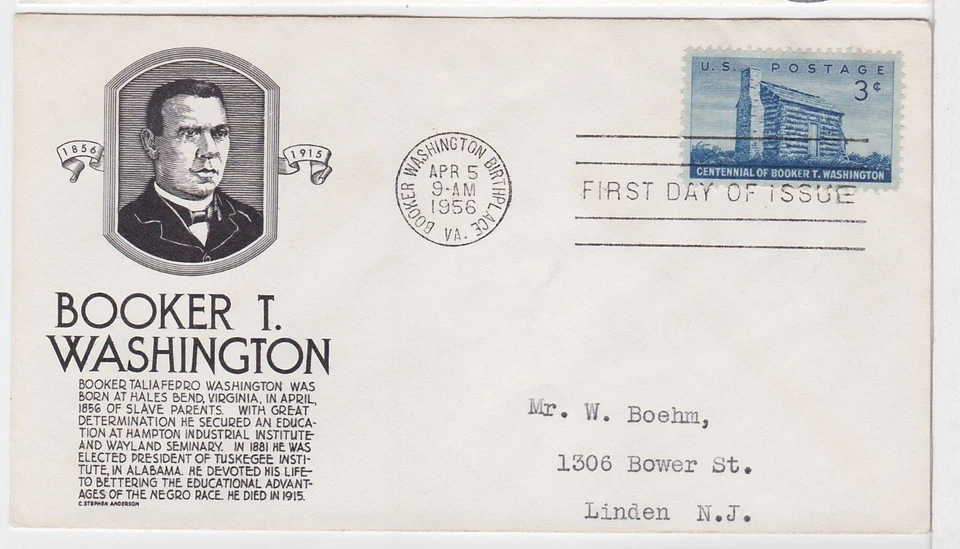 1856
1915
BOOKER T.
WASHINGTON
BOOKER TALIAFERRO WASHINGTON WAS
BORN AT HALES BEND, VIRGINIA, IN APRIL,
1856 OF SLAVE PARENTS. WITH GREAT
DETERMINATION HE SECURED AN EDUCA-
TION AT HAMPTON INDUSTRIAL INSTITUTE
AND WAYLAND SEMINARY. IN 1881 HE WAS
ELECTED PRESIDENT OF TUSKEGEE INSTI-
TUTE, IN ALABAMA. HE DEVOTED HIS LIFE
TO BETTERING THE EDUCATIONAL ADVANT-
AGES OF THE NEGRO RACE. HE DIED IN 1915.
C. STEPHEN ANDERSON
BOOKER WASHINGTON BIRTHPLACE
APR 5
9-AM
1956
VA.
U.S. POSTAGE
3¢
CENTENNIAL OF BOOKER T. WASHINGTON
FIRST DAY OF ISSUE
Mr. W. Boehm,
1306 Bower St.
Linden N.J.